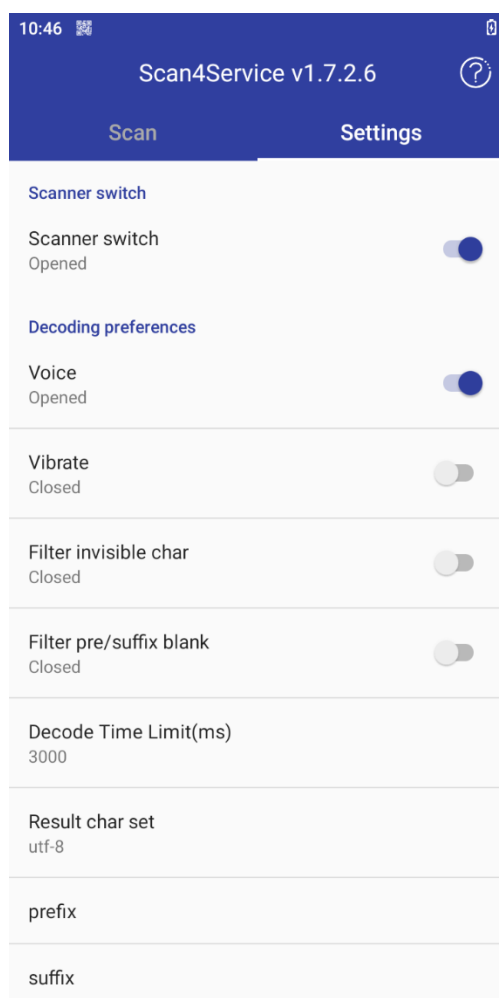 10:46
Scan4Service v1.7.2.6
Scan
Settings
Scanner switch
Scanner switch
Opened
Decoding preferences
Voice
Opened
Vibrate
Closed
Filter invisible char
Closed
Filter pre/suffix blank
Closed
Decode Time Limit(ms)
3000
Result char set
utf-8
prefix
suffix